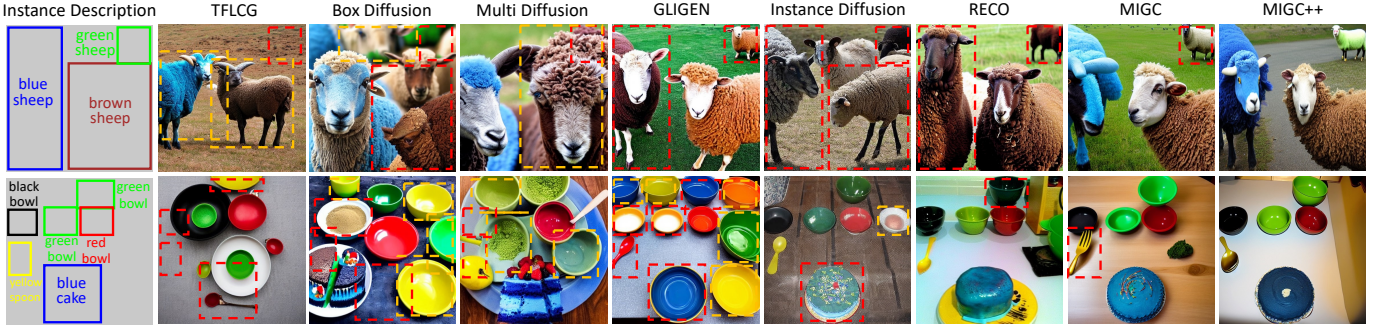 Instance Description
TFLCG
Box Diffusion
Multi Diffusion
GLIGEN
Instance Diffusion
RECO
MIGC
MIGC++
green
sheep
blue
sheep
brown
sheep
black
bowl
green
bowl
green
bowl
red
bowl
yellow
spoon
blue
cake